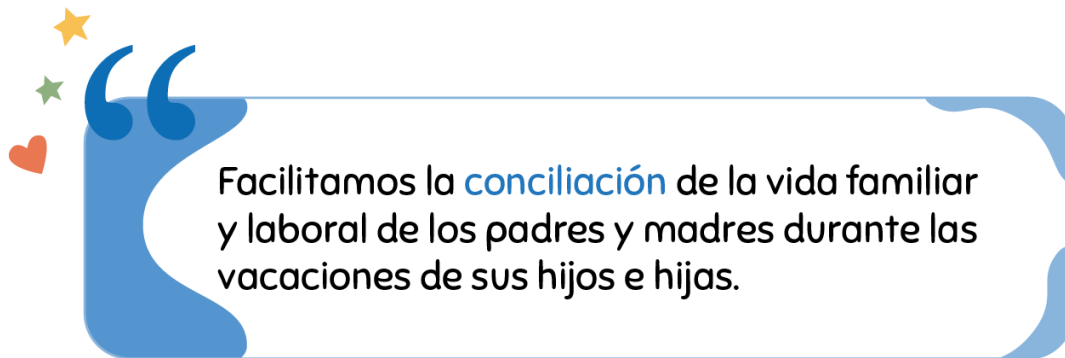 Facilitamos la conciliación de la vida familiar
y laboral de los padres y madres durante las
vacaciones de sus hijos e hijas.